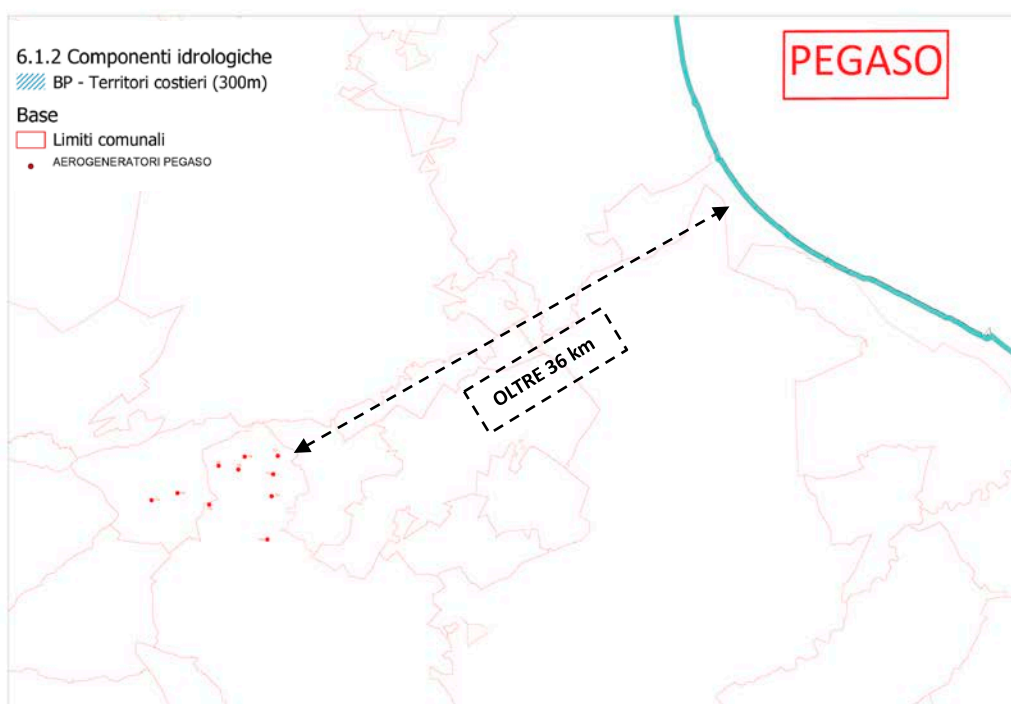 6.1.2 Componenti idrologiche
BP - Territori costieri (300m)
Base
Limiti comunali
AEROGENERATORI PEGASO
PEGASO
OLTRE 36 km